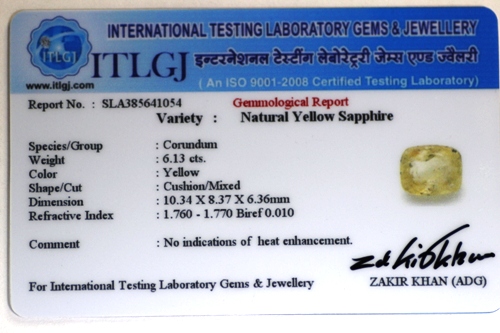 INTERNATIONAL TESTING LABORATORY GEMS & JEWELLERY
ITLGJ
ITLGJ इन्टरनेशनल टेस्टींग लेबोरेट्री जेम्स एण्ड ज्वैलरी
www.itlgj.com
(An ISO 9001-2008 Certified Testing Laboratory)
Report No. : SLA385641054
Gemmological Report
Variety : Natural Yellow Sapphire
Species/Group : Corundum
Weight : 6.13 cts.
Color : Yellow
Shape/Cut : Cushion/Mixed
Dimension : 10.34 X 8.37 X 6.36mm
Refractive Index : 1.760 - 1.770 Biref 0.010
Comment : No indications of heat enhancement.
For International Testing Laboratory Gems & Jewellery
ZAKIR KHAN (ADG)